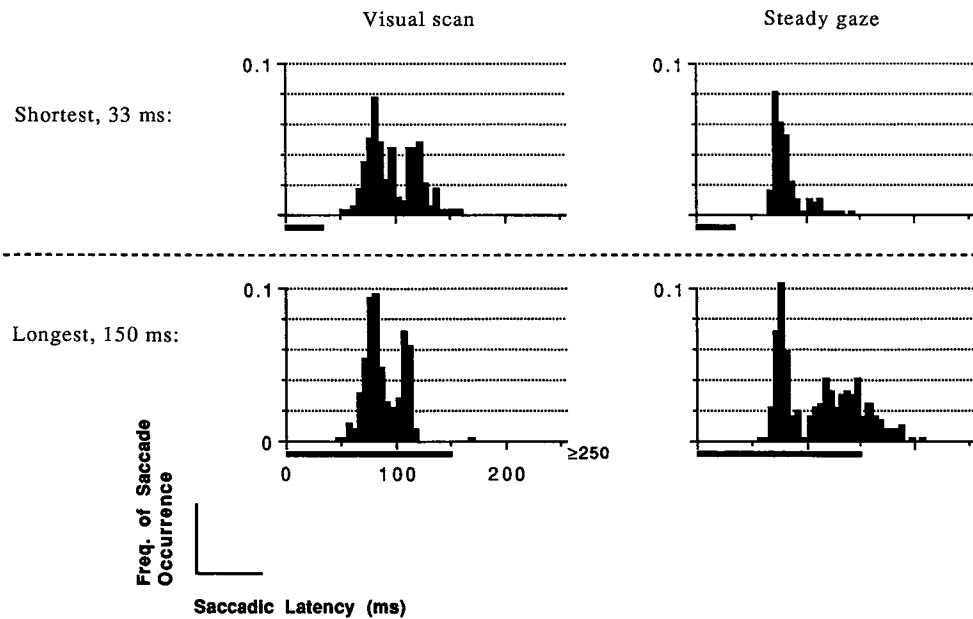 Visual scan
Steady gaze
0.1
0.1
Shortest, 33 ms:
0.1
0.1
Longest, 150 ms:
0
≥250
0 100 200
Freq. of Saccade
Occurrence
Saccadic Latency (ms)